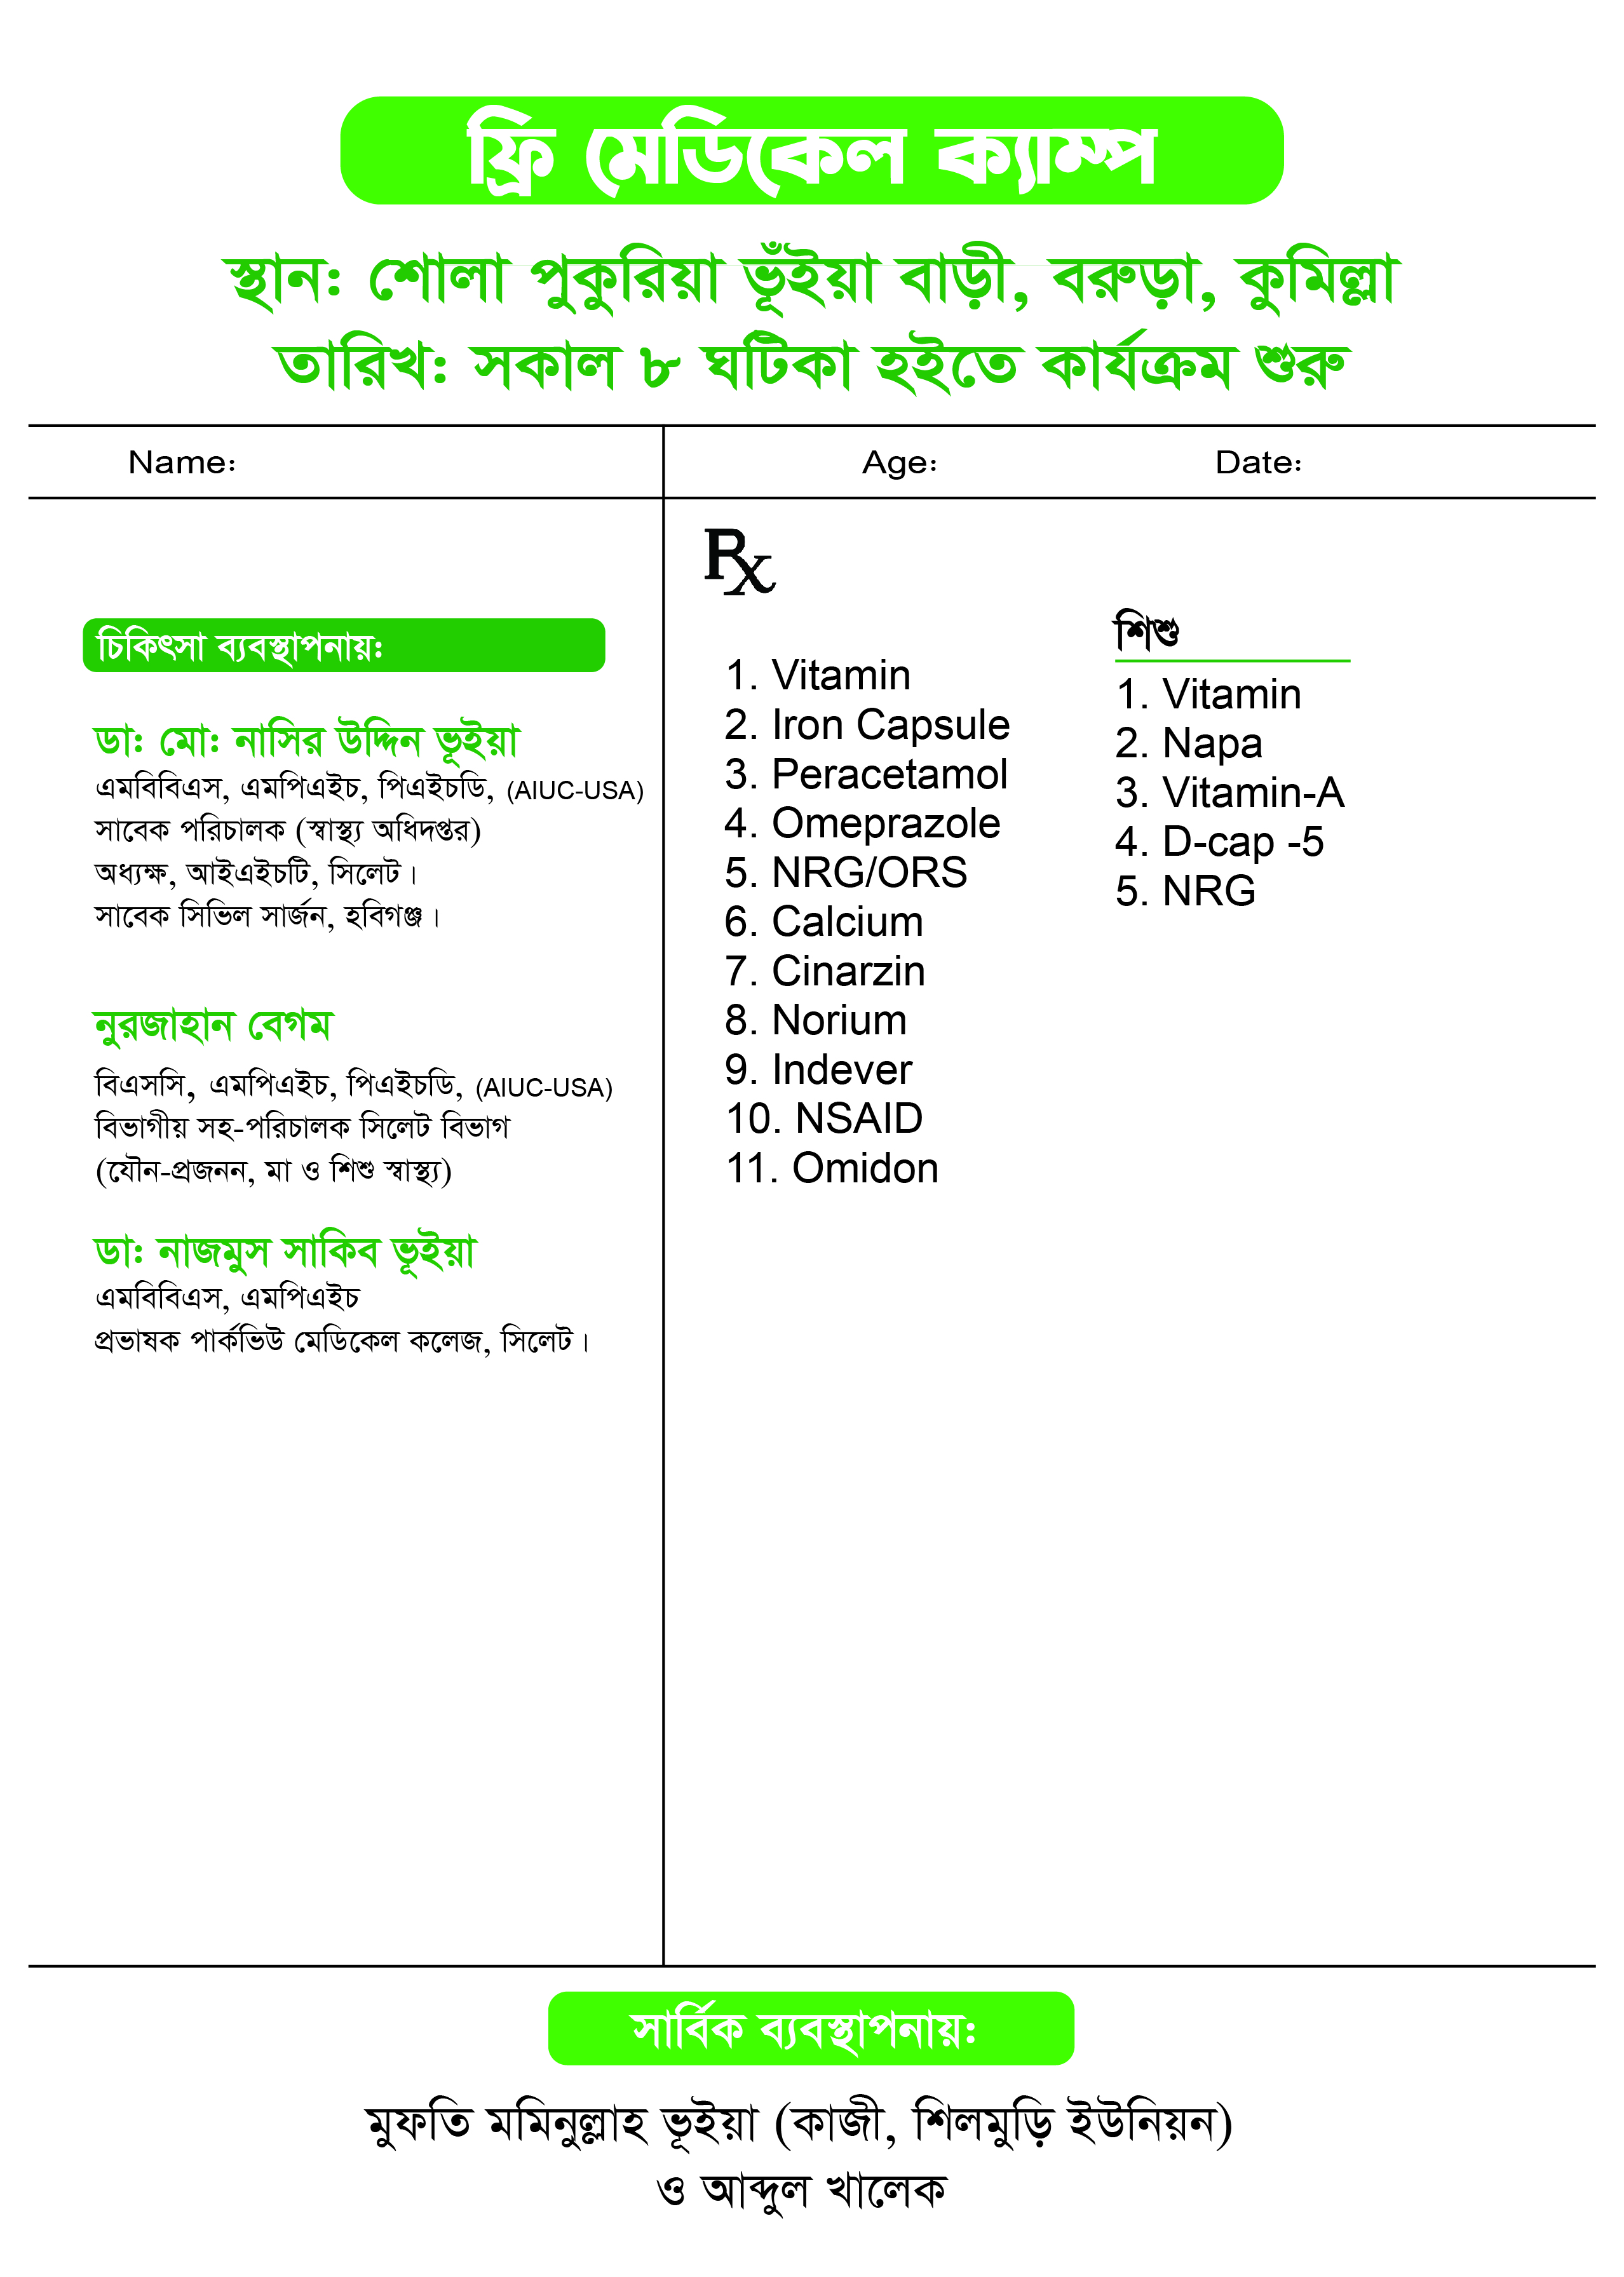 ফ্রি মেডিকেল ক্যাম্প
স্থান: শোলা পুকুরিয়া ভূঁইয়া বাড়ী, বরুড়া, কুমিল্লা
তারিখ: সকাল ৮ ঘটিকা হইতে কার্যক্রম শুরু
Name: Age: Date:
চিকিৎসা ব্যবস্থাপনায়:
ডা: মো: নাসির উদ্দিন ভূইয়া
এমবিবিএস, এমপিএইচ, পিএইচডি, (AIUC-USA)
সাবেক পরিচালক (স্বাস্থ্য অধিদপ্তর)
অধ্যক্ষ, আইএইচটি, সিলেট।
সাবেক সিভিল সার্জন, হবিগঞ্জ।
নুরজাহান বেগম
বিএসসি, এমপিএইচ, পিএইচডি, (AIUC-USA)
বিভাগীয় সহ-পরিচালক সিলেট বিভাগ
(যৌন-প্রজনন, মা ও শিশু স্বাস্থ্য)
ডা: নাজমুস সাকিব ভূইয়া
এমবিবিএস, এমপিএইচ
প্রভাষক পার্কভিউ মেডিকেল কলেজ, সিলেট।
Rx
1. Vitamin
2. Iron Capsule
3. Peracetamol
4. Omeprazole
5. NRG/ORS
6. Calcium
7. Cinarzin
8. Norium
9. Indever
10. NSAID
11. Omidon
শিশু
1. Vitamin
2. Napa
3. Vitamin-A
4. D-cap -5
5. NRG
সার্বিক ব্যবস্থাপনায়:
মুফতি মমিনুল্লাহ ভূইয়া (কাজী, শিলমুড়ি ইউনিয়ন)
ও আব্দুল খালেক